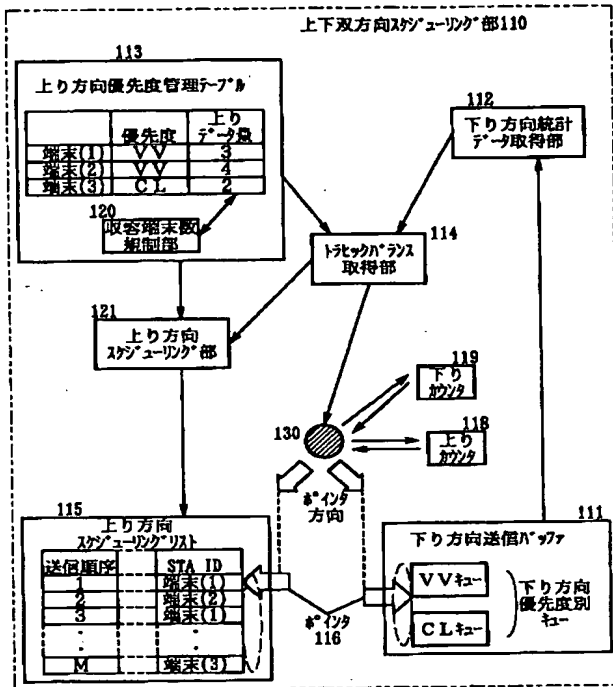 上下双方向スケジューリング部110
113
上り方向優先度管理テーブル
優先度
上り
データ量
端末(1) VV 3
端末(2) VV 4
端末(3) CL 2
120
収容端末数
規制部
112
下り方向統計
データ取得部
114
トラヒックバランス
取得部
121
上り方向
スケジューリング部
119
下り
カウンタ
130
118
上り
カウンタ
ポインタ
方向
115
上り方向
スケジューリングリスト
送信順序 STA ID
1 端末(1)
2 端末(2)
3 端末(1)
: :
M 端末(3)
ポインタ
116
111
下り方向送信バッファ
VVキュー
CLキュー
下り方向
優先度別
キュー